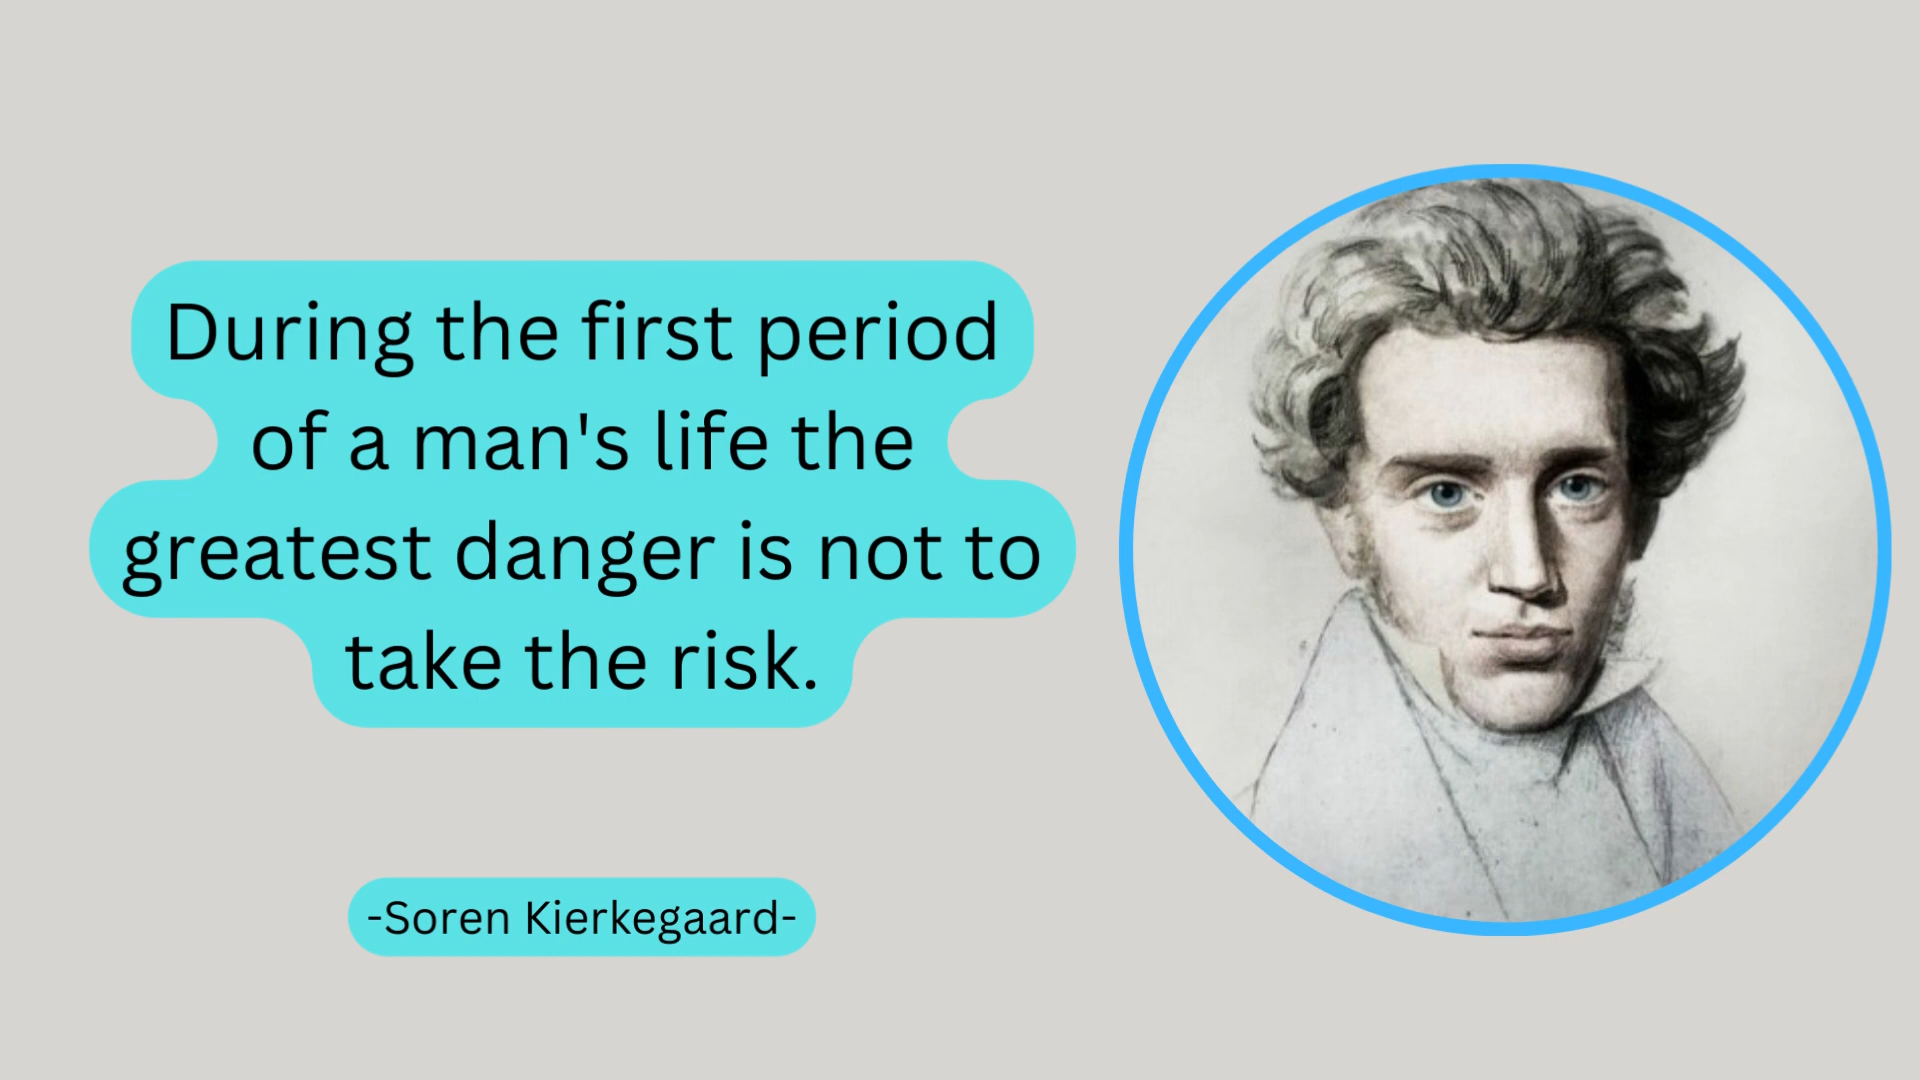 During the first period
of a man's life the
greatest danger is not to
take the risk.
-Soren Kierkegaard-